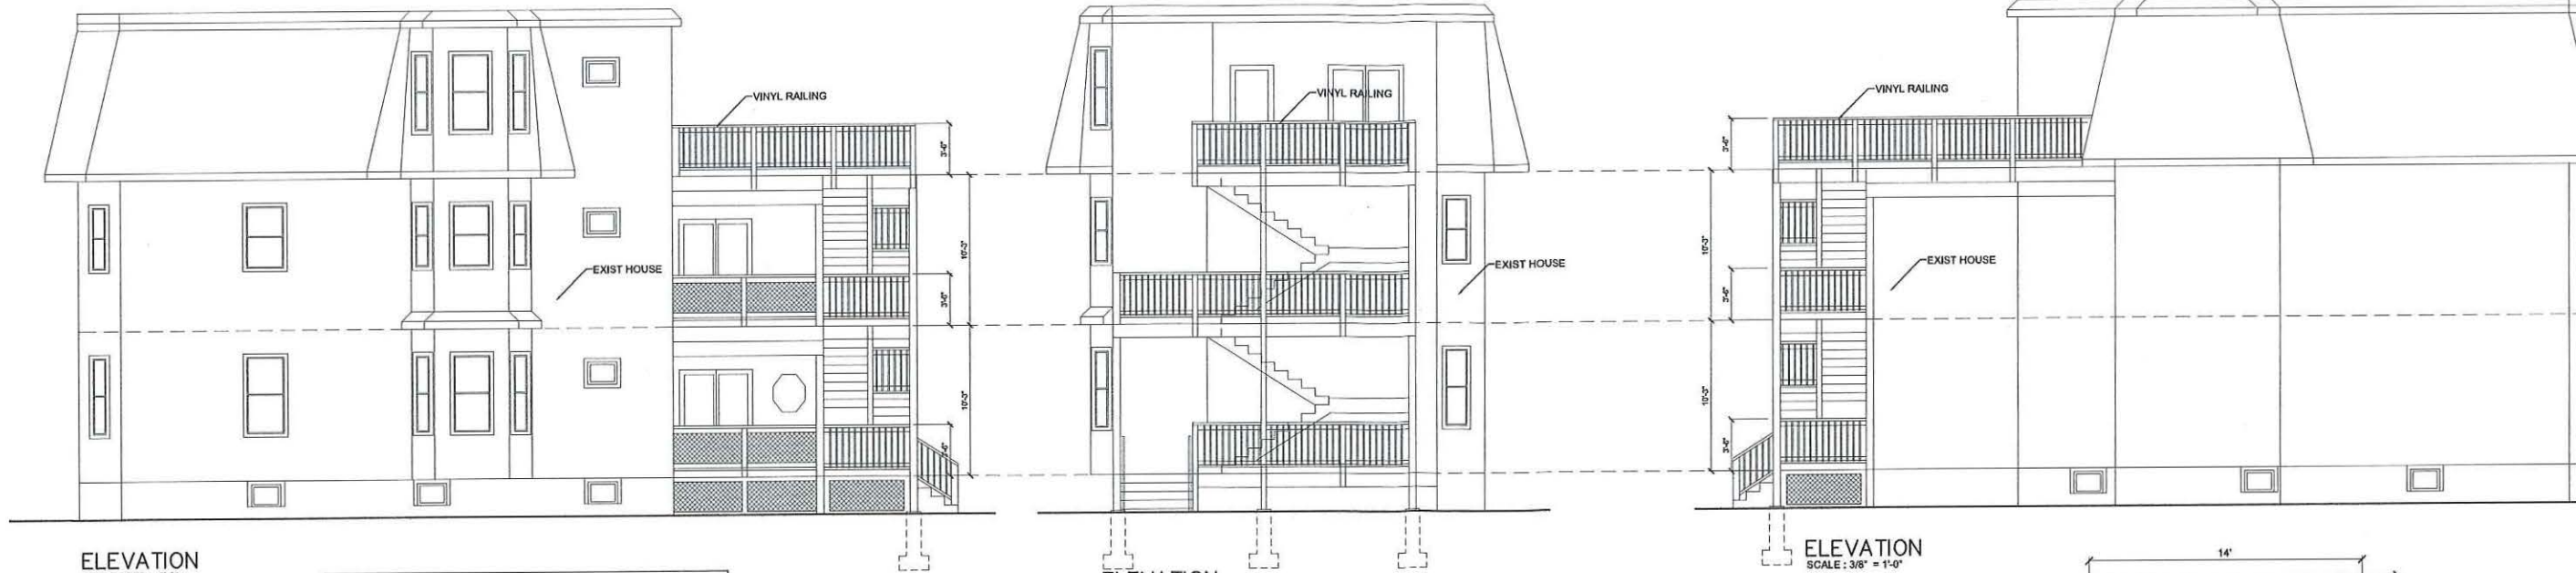 VINYL RAILING
3'-6"
10'-3"
EXIST HOUSE
3'-6"
10'-3"
ELEVATION
VINYL RAILING
EXIST HOUSE
ELEVATION
VINYL RAILING
3'-6"
10'-3"
EXIST HOUSE
3'-6"
10'-3"
3'-6"
ELEVATION
SCALE : 3/8" = 1'-0"
14'